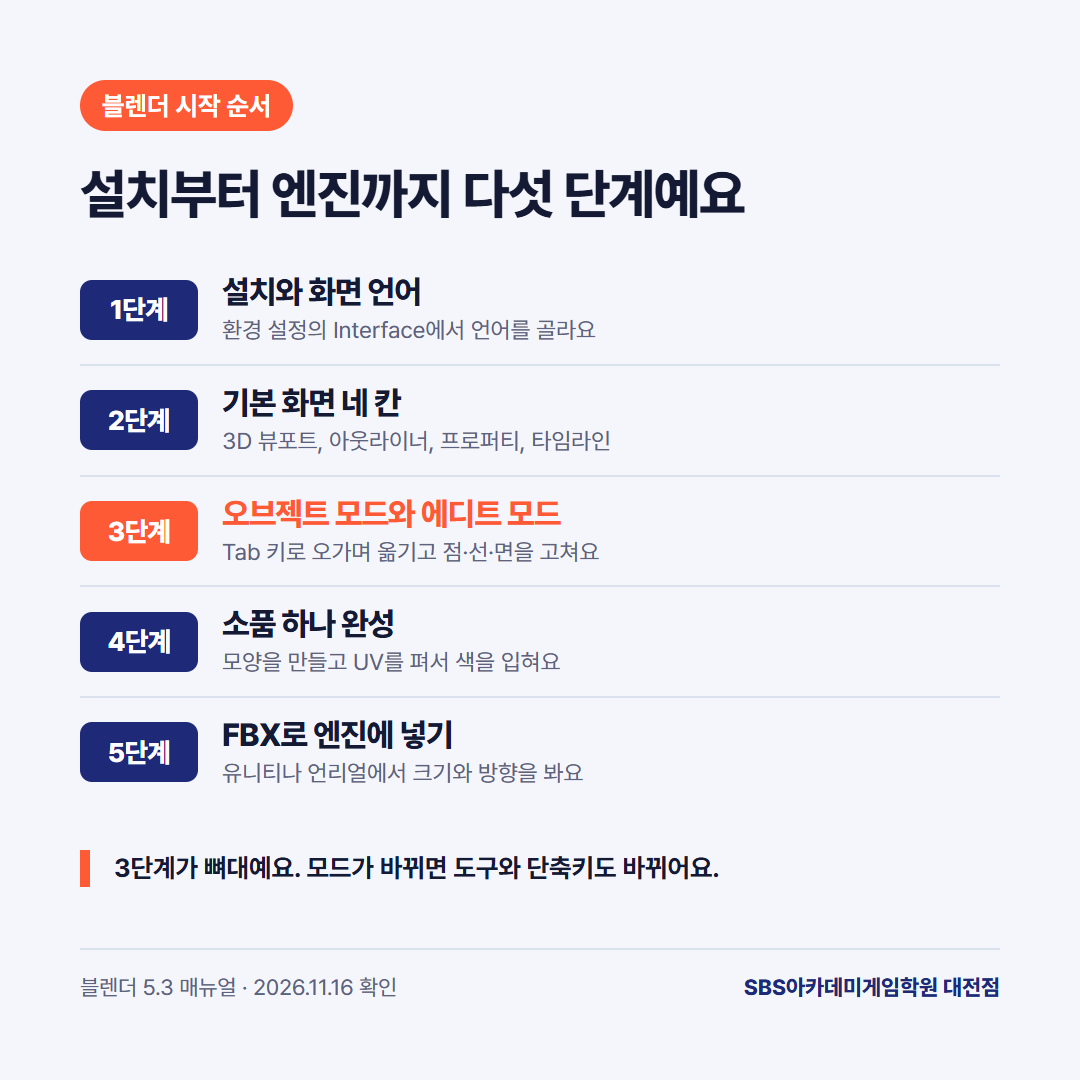 블렌더 시작 순서
설치부터 엔진까지 다섯 단계예요
1단계
설치와 화면 언어
환경 설정의 Interface에서 언어를 골라요
2단계
기본 화면 네 칸
3D 뷰포트, 아웃라이너, 프로퍼티, 타임라인
3단계
오브젝트 모드와 에디트 모드
Tab 키로 오가며 옮기고 점·선·면을 고쳐요
4단계
소품 하나 완성
모양을 만들고 UV를 펴서 색을 입혀요
5단계
FBX로 엔진에 넣기
유니티나 언리얼에서 크기와 방향을 봐요
3단계가 뼈대예요. 모드가 바뀌면 도구와 단축키도 바뀌어요.
블렌더 5.3 매뉴얼 · 2026.11.16 확인
SBS아카데미게임학원 대전점